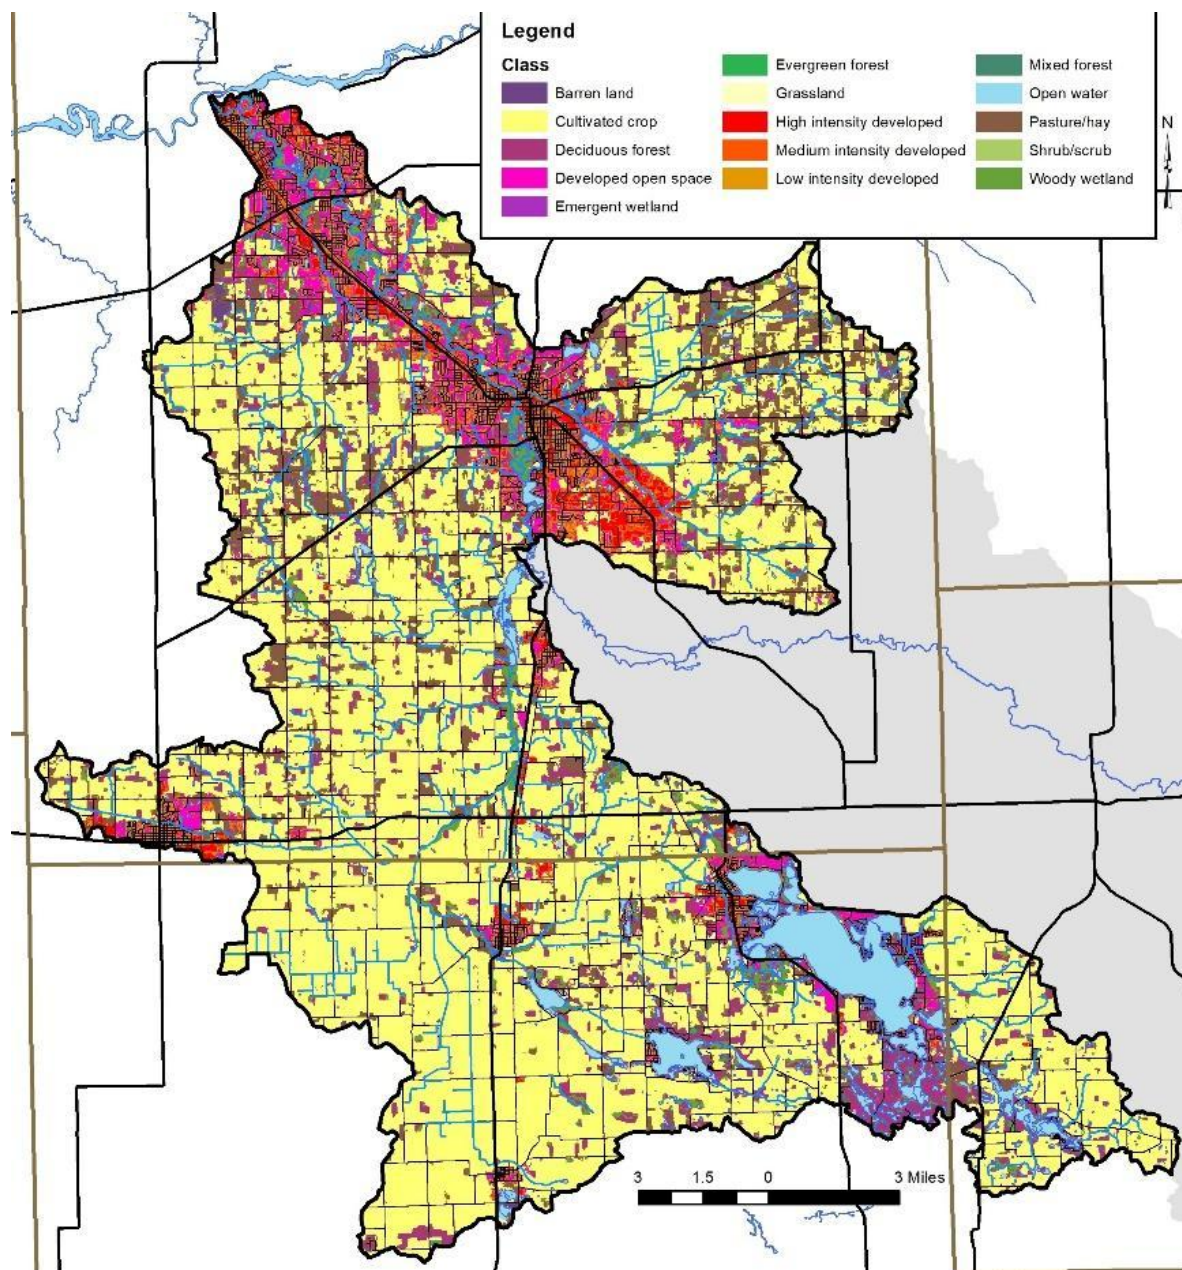 Legend
Class
Barren land
Cultivated crop
Deciduous forest
Developed open space
Emergent wetland
Evergreen forest
Grassland
High intensity developed
Medium intensity developed
Low intensity developed
Mixed forest
Open water
Pasture/hay
Shrub/scrub
Woody wetland
N
3 1.5 0 3 Miles